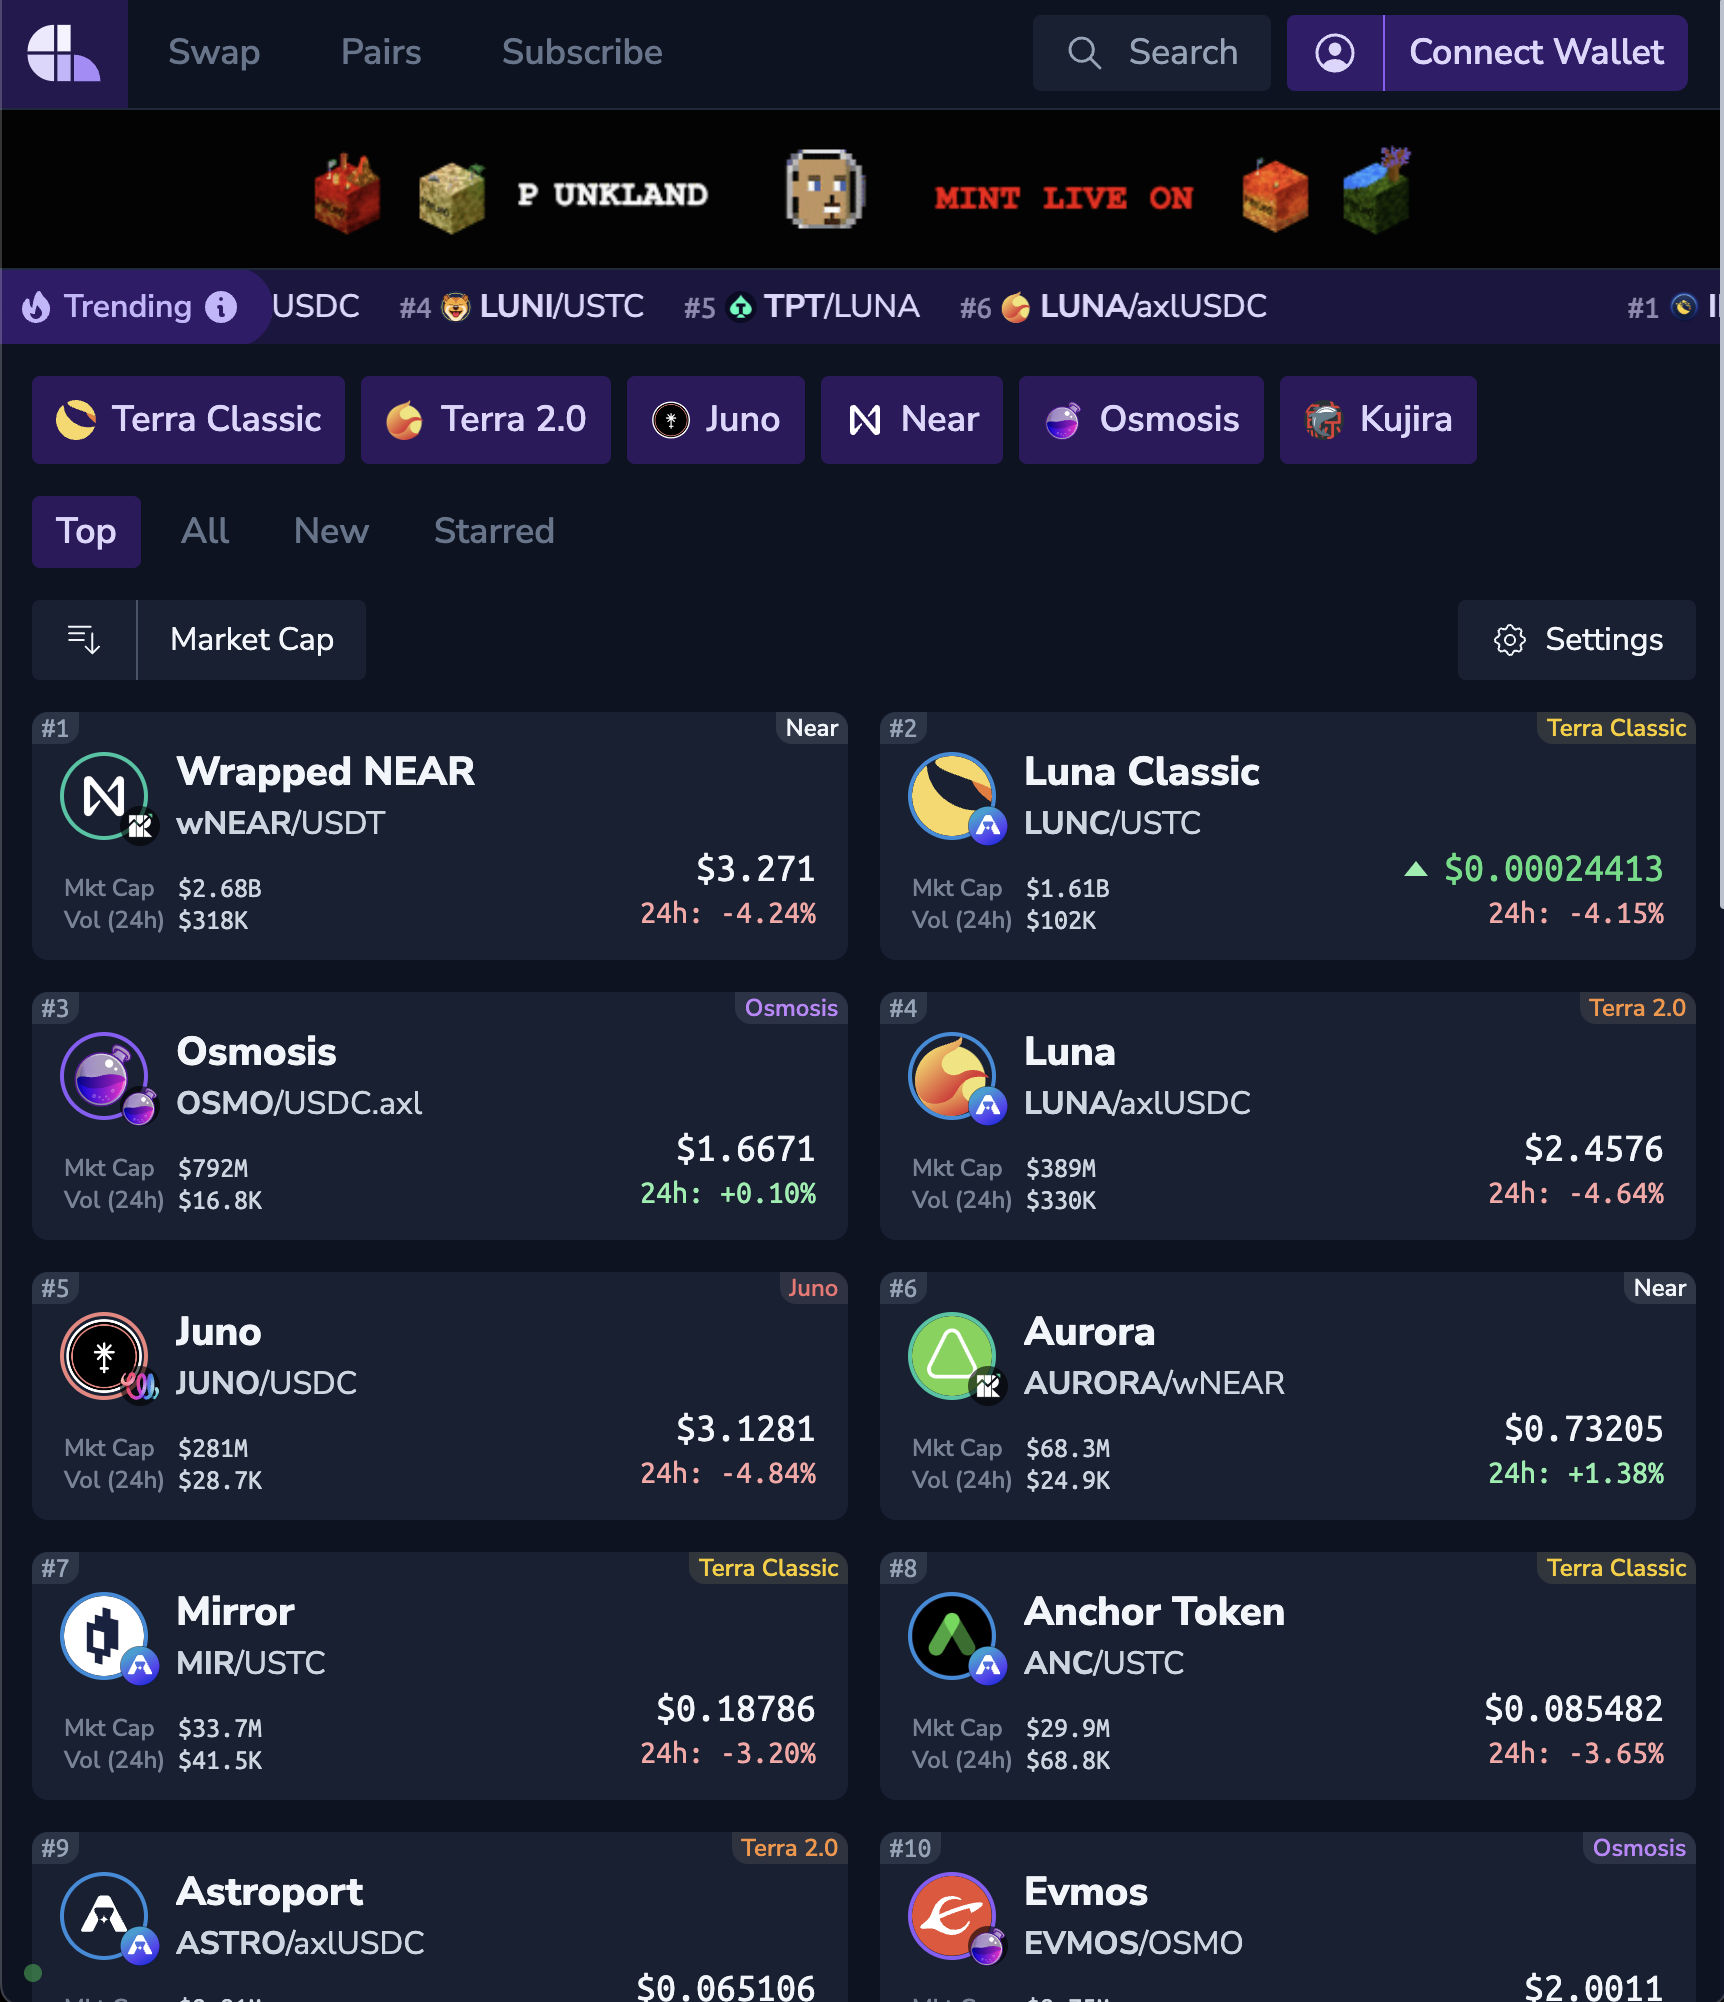 Swap Pairs Subscribe Search Connect Wallet
P UNKLAND MINT LIVE ON
Trending USDC #4 LUNI/USTC #5 TPT/LUNA #6 LUNA/axlUSDC #1
Terra Classic Terra 2.0 Juno Near Osmosis Kujira
Top All New Starred
Market Cap Settings
#1 Near
Wrapped NEAR
wNEAR/USDT
$3.271
Mkt Cap $2.68B
24h: -4.24%
Vol (24h) $318K
#2 Terra Classic
Luna Classic
LUNC/USTC
$0.00024413
Mkt Cap $1.61B
24h: -4.15%
Vol (24h) $102K
#3 Osmosis
Osmosis
OSMO/USDC.axl
$1.6671
Mkt Cap $792M
24h: +0.10%
Vol (24h) $16.8K
#4 Terra 2.0
Luna
LUNA/axlUSDC
$2.4576
Mkt Cap $389M
24h: -4.64%
Vol (24h) $330K
#5 Juno
Juno
JUNO/USDC
$3.1281
Mkt Cap $281M
24h: -4.84%
Vol (24h) $28.7K
#6 Near
Aurora
AURORA/wNEAR
$0.73205
Mkt Cap $68.3M
24h: +1.38%
Vol (24h) $24.9K
#7 Terra Classic
Mirror
MIR/USTC
$0.18786
Mkt Cap $33.7M
24h: -3.20%
Vol (24h) $41.5K
#8 Terra Classic
Anchor Token
ANC/USTC
$0.085482
Mkt Cap $29.9M
24h: -3.65%
Vol (24h) $68.8K
#9 Terra 2.0
Astroport
ASTRO/axlUSDC
$0.065106
#10 Osmosis
Evmos
EVMOS/OSMO
$2.0011